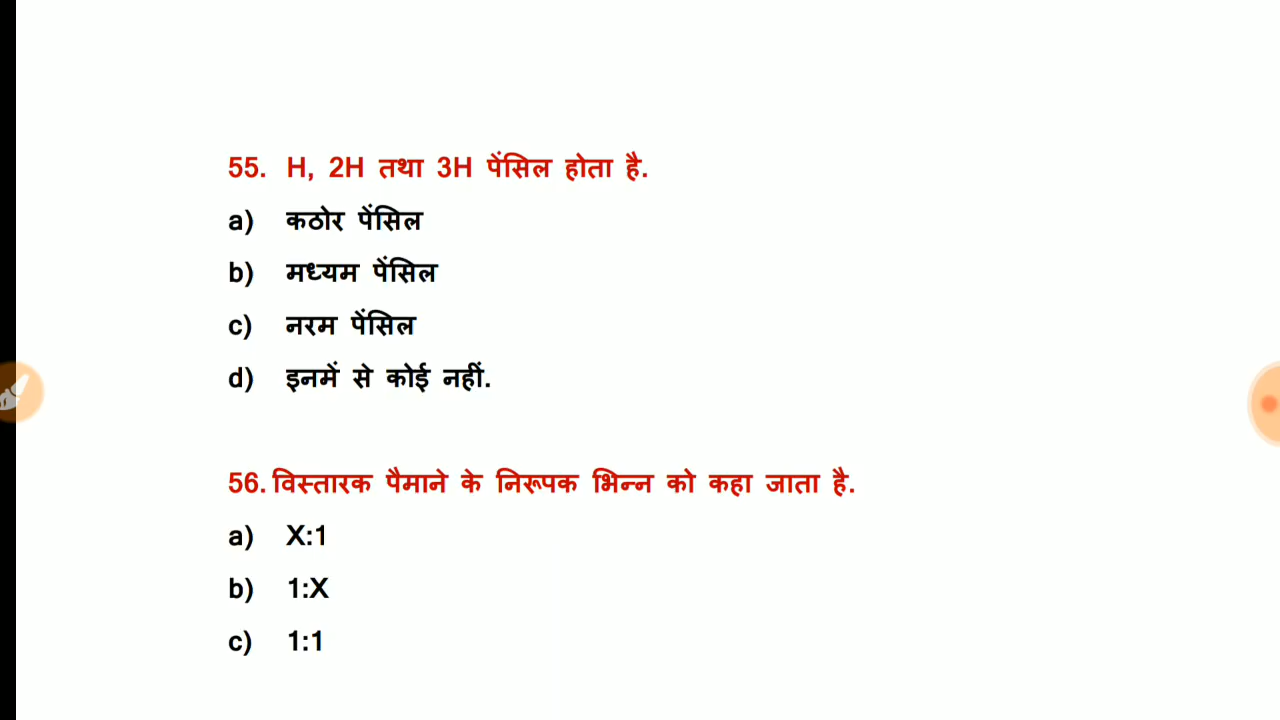 55. H, 2H तथा 3H पेंसिल होता है.
a) कठोर पेंसिल
b) मध्यम पेंसिल
c) नरम पेंसिल
d) इनमें से कोई नहीं.
56. विस्तारक पैमाने के निरूपक भिन्न को कहा जाता है.
a) X:1
b) 1:X
c) 1:1